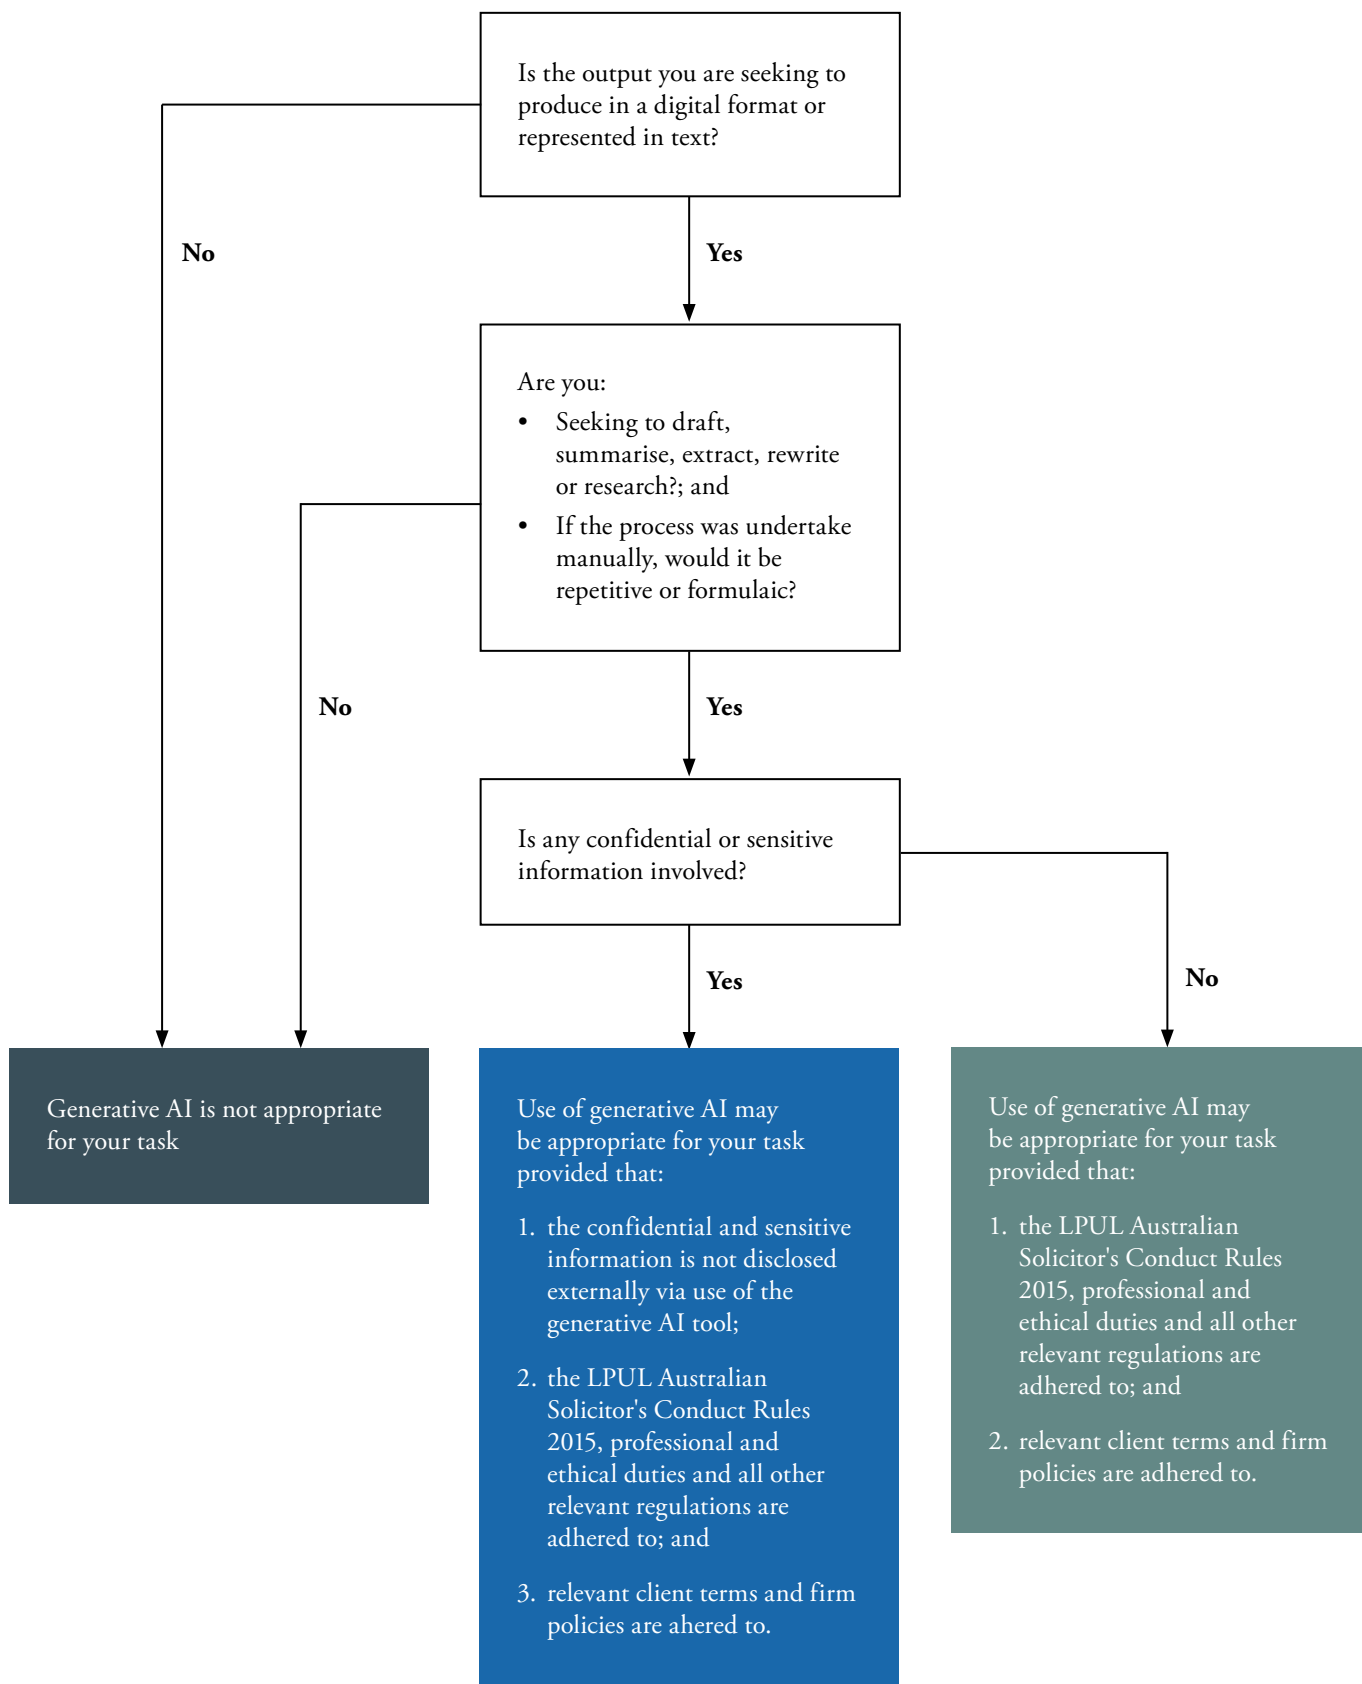 Is the output you are seeking to
produce in a digital format or
represented in text?
No
Yes
Are you:
• Seeking to draft,
summarise, extract, rewrite
or research?; and
• If the process was undertake
manually, would it be
repetitive or formulaic?
No
Yes
Is any confidential or sensitive
information involved?
Yes
No
Generative AI is not appropriate
for your task
Use of generative AI may
be appropriate for your task
provided that:
1. the confidential and sensitive
information is not disclosed
externally via use of the
generative AI tool;
2. the LPUL Australian
Solicitor's Conduct Rules
2015, professional and
ethical duties and all other
relevant regulations are
adhered to; and
3. relevant client terms and firm
policies are ahered to.
Use of generative AI may
be appropriate for your task
provided that:
1. the LPUL Australian
Solicitor's Conduct Rules
2015, professional and
ethical duties and all other
relevant regulations are
adhered to; and
2. relevant client terms and firm
policies are adhered to.